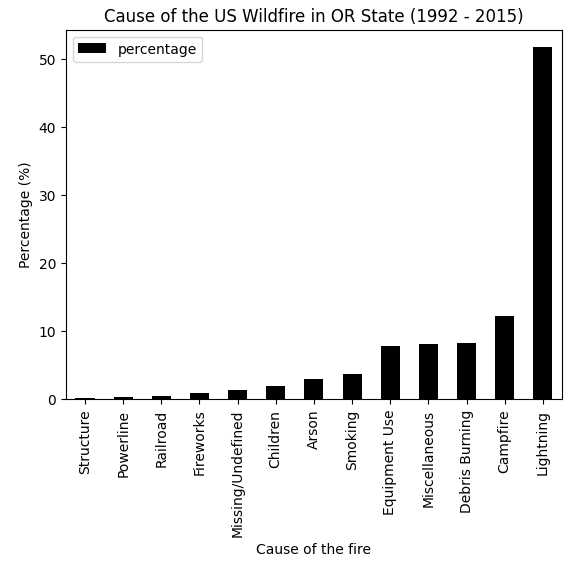 Cause of the US Wildfire in OR State (1992 - 2015)
percentage
Percentage (%)
50
40
30
20
10
0
Structure
Powerline
Railroad
Fireworks
Missing/Undefined
Children
Arson
Smoking
Equipment Use
Miscellaneous
Debris Burning
Campfire
Lightning
Cause of the fire